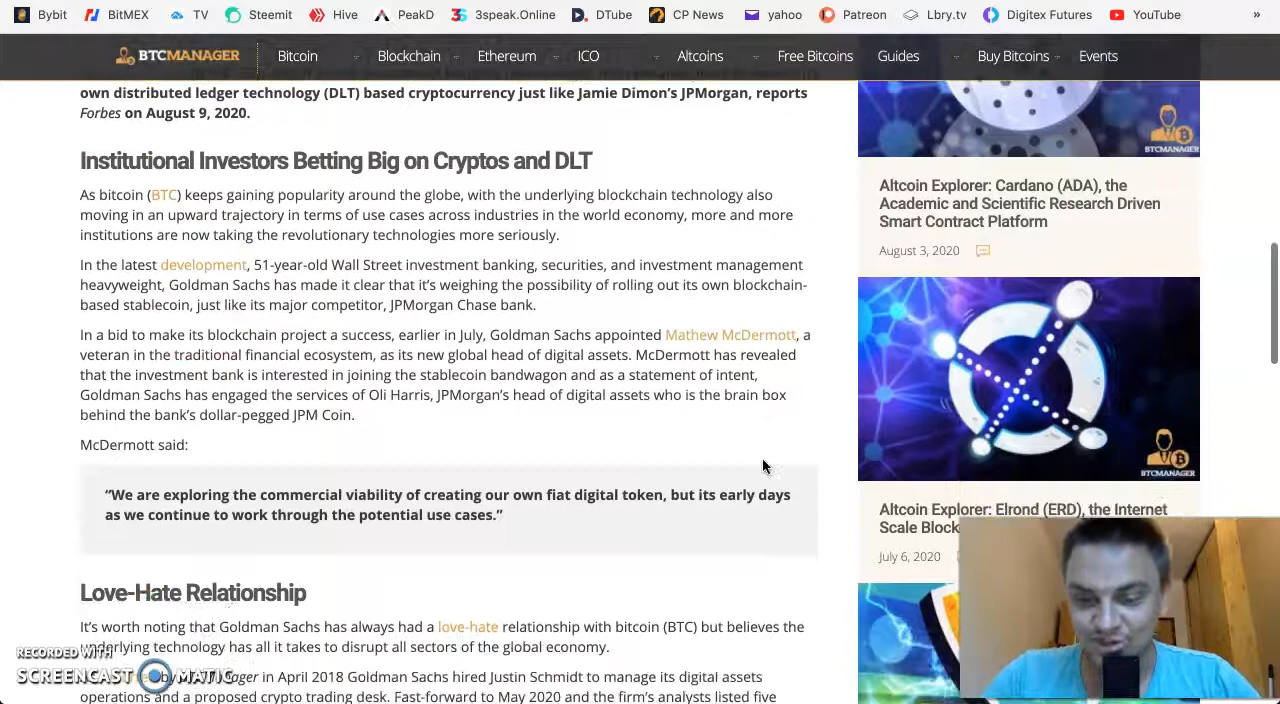 Bybit BitMEX TV Steemit Hive PeakD 3speak.Online DTube CP News yahoo Patreon Lbry.tv Digitex Futures YouTube »
BTCMANAGER Bitcoin Blockchain Ethereum ICO Altcoins Free Bitcoins Guides Buy Bitcoins Events
own distributed ledger technology (DLT) based cryptocurrency just like Jamie Dimon's JPMorgan, reports
Forbes on August 9, 2020.
Institutional Investors Betting Big on Cryptos and DLT
As bitcoin (BTC) keeps gaining popularity around the globe, with the underlying blockchain technology also
moving in an upward trajectory in terms of use cases across industries in the world economy, more and more
institutions are now taking the revolutionary technologies more seriously.
In the latest development, 51-year-old Wall Street investment banking, securities, and investment management
heavyweight, Goldman Sachs has made it clear that it's weighing the possibility of rolling out its own blockchain-
based stablecoin, just like its major competitor, JPMorgan Chase bank.
In a bid to make its blockchain project a success, earlier in July, Goldman Sachs appointed Mathew McDermott, a
veteran in the traditional financial ecosystem, as its new global head of digital assets. McDermott has revealed
that the investment bank is interested in joining the stablecoin bandwagon and as a statement of intent,
Goldman Sachs has engaged the services of Oli Harris, JPMorgan's head of digital assets who is the brain box
behind the bank's dollar-pegged JPM Coin.
McDermott said:
"We are exploring the commercial viability of creating our own fiat digital token, but its early days
as we continue to work through the potential use cases."
Love-Hate Relationship
It's worth noting that Goldman Sachs has always had a love-hate relationship with bitcoin (BTC) but believes the
underlying technology has all it takes to disrupt all sectors of the global economy.
by in April 2018 Goldman Sachs hired Justin Schmidt to manage its digital assets
operations and a proposed crypto trading desk. Fast-forward to May 2020 and the firm's analysts listed five
BTCMANAGER
Altcoin Explorer: Cardano (ADA), the
Academic and Scientific Research Driven
Smart Contract Platform
August 3, 2020
BTCMANAGER
Altcoin Explorer: Elrond (ERD), the Internet
Scale
July 6, 2020
RECORDED WITH
SCREENCAST MATIC